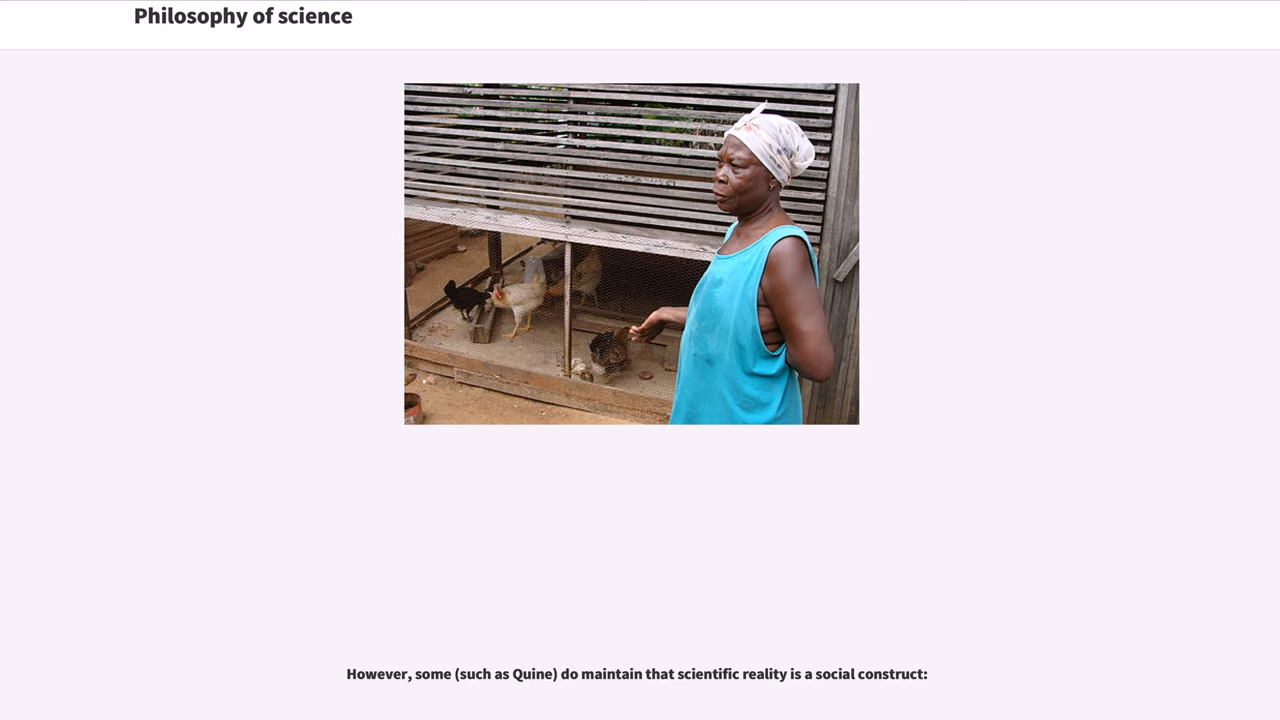 Philosophy of science
However, some (such as Quine) do maintain that scientific reality is a social construct: